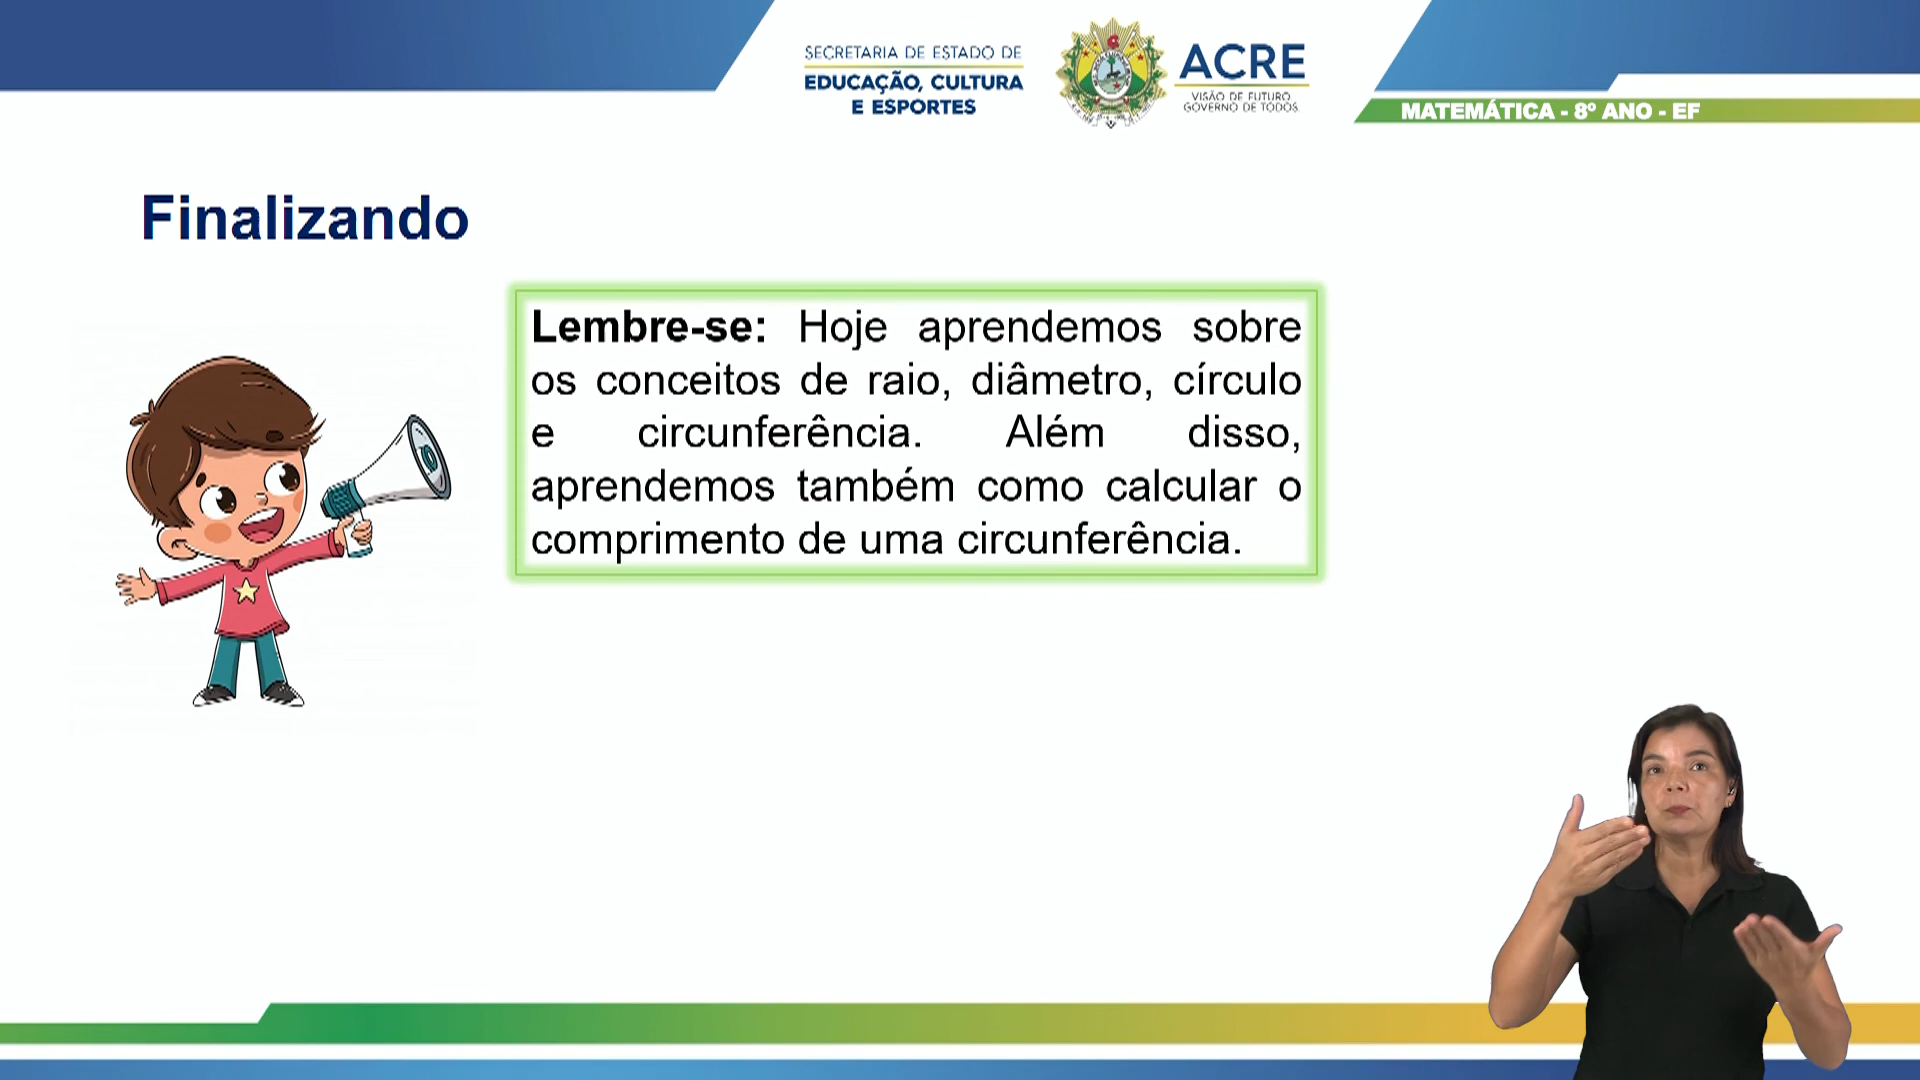 SECRETARIA DE ESTADO DE
EDUCAÇÃO, CULTURA
E ESPORTES
ACRE
VISÃO DE FUTURO.
GOVERNO DE TODOS.
MATEMÁTICA - 8º ANO - EF
Finalizando
Lembre-se: Hoje aprendemos sobre
os conceitos de raio, diâmetro, círculo
e circunferência. Além disso,
aprendemos também como calcular o
comprimento de uma circunferência.